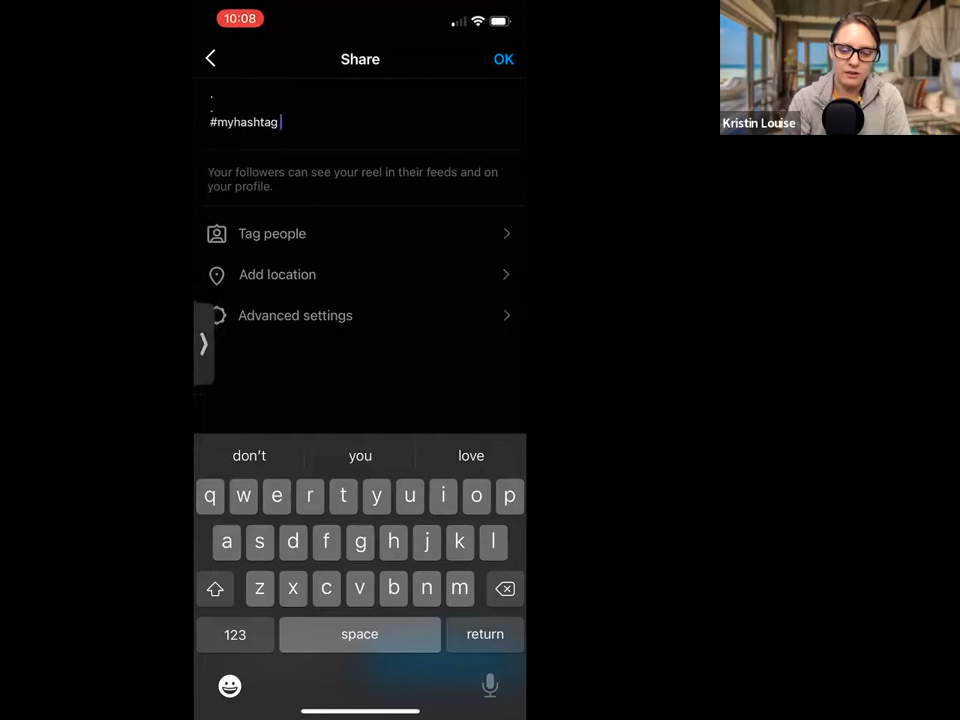 10:08
Share
OK
.
.
#myhashtag
Your followers can see your reel in their feeds and on
your profile.
Tag people
Add location
Advanced settings
don't you love
q w e r t y u i o p
a s d f g h j k l
z x c v b n m
123 space return
Kristin Louise